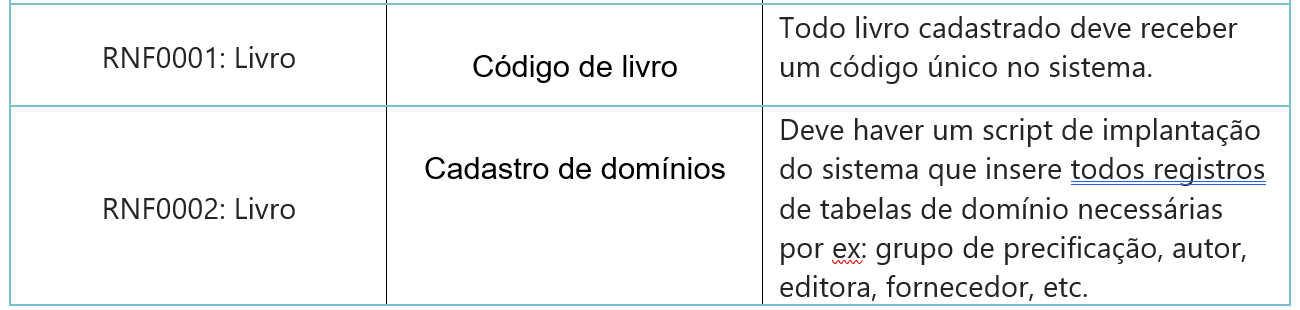 RNF0001: Livro
Código de livro
Todo livro cadastrado deve receber
um código único no sistema.
RNF0002: Livro
Cadastro de domínios
Deve haver um script de implantação
do sistema que insere todos registros
de tabelas de domínio necessárias
por ex: grupo de precificação, autor,
editora, fornecedor, etc.